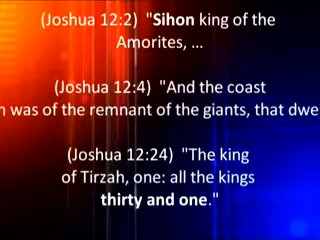 (Joshua 12:2)  "Sihon king of the
Amorites, ...
(Joshua 12:4)  "And the coast
was of the remnant of the giants, that
(Joshua 12:24)  "The king
of Tirzah, one: all the kings
thirty and one."